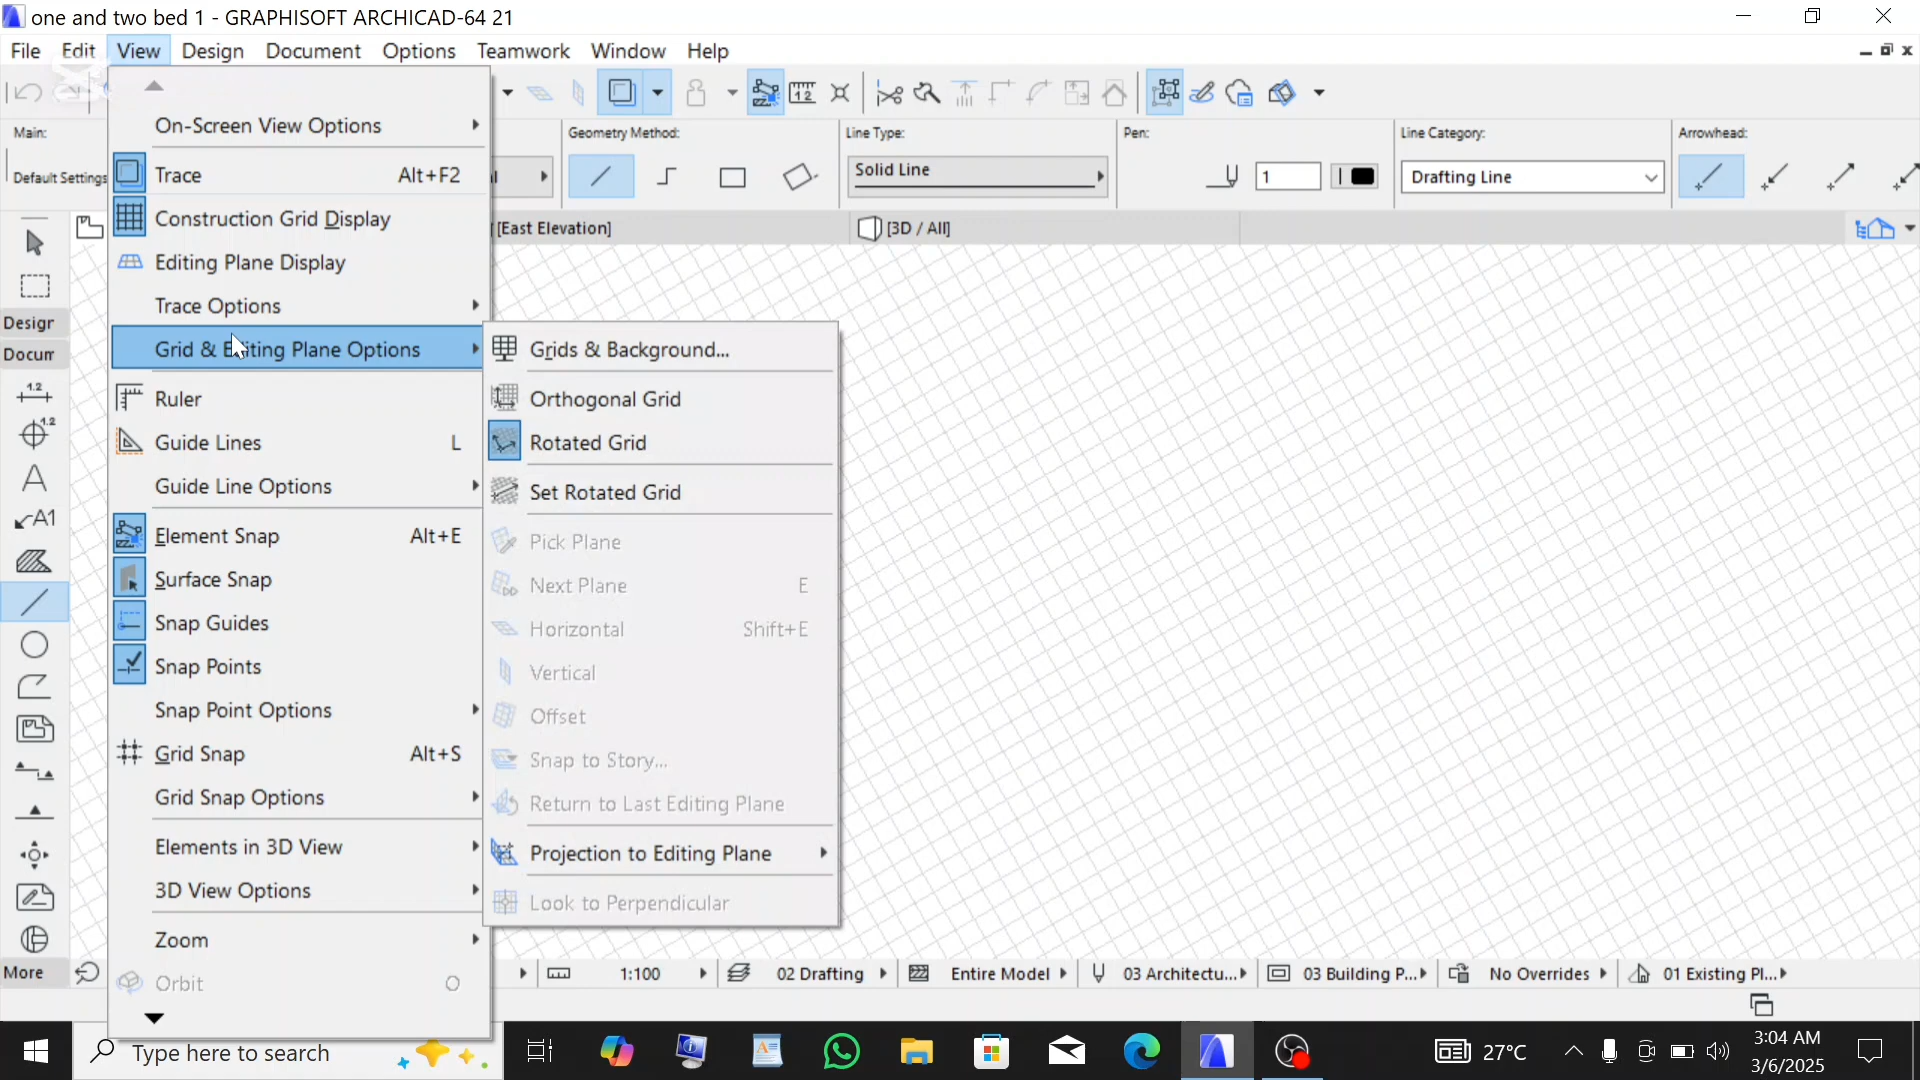 one and two bed 1 - GRAPHISOFT ARCHICAD-64 21
File Edit View Design Document Options Teamwork Window Help
Main:
Default Settings
Geometry Method:
Line Type:
Solid Line
Pen:
1
Line Category:
Drafting Line
Arrowhead:
[East Elevation]
[3D / All]
On-Screen View Options
Trace Alt+F2
Construction Grid Display
Editing Plane Display
Trace Options
Grid & Editing Plane Options
Ruler
Guide Lines L
Guide Line Options
Element Snap Alt+E
Surface Snap
Snap Guides
Snap Points
Snap Point Options
Grid Snap Alt+S
Grid Snap Options
Elements in 3D View
3D View Options
Zoom
Orbit O
Grids & Background...
Orthogonal Grid
Rotated Grid
Set Rotated Grid
Pick Plane
Next Plane E
Horizontal Shift+E
Vertical
Offset
Snap to Story...
Return to Last Editing Plane
Projection to Editing Plane
Look to Perpendicular
Design
Docum
1.2
1.2
A
A1
More
1:100
02 Drafting
Entire Model
03 Architectu...
03 Building P...
No Overrides
01 Existing Pl...
Type here to search
27°C
3:04 AM
3/6/2025